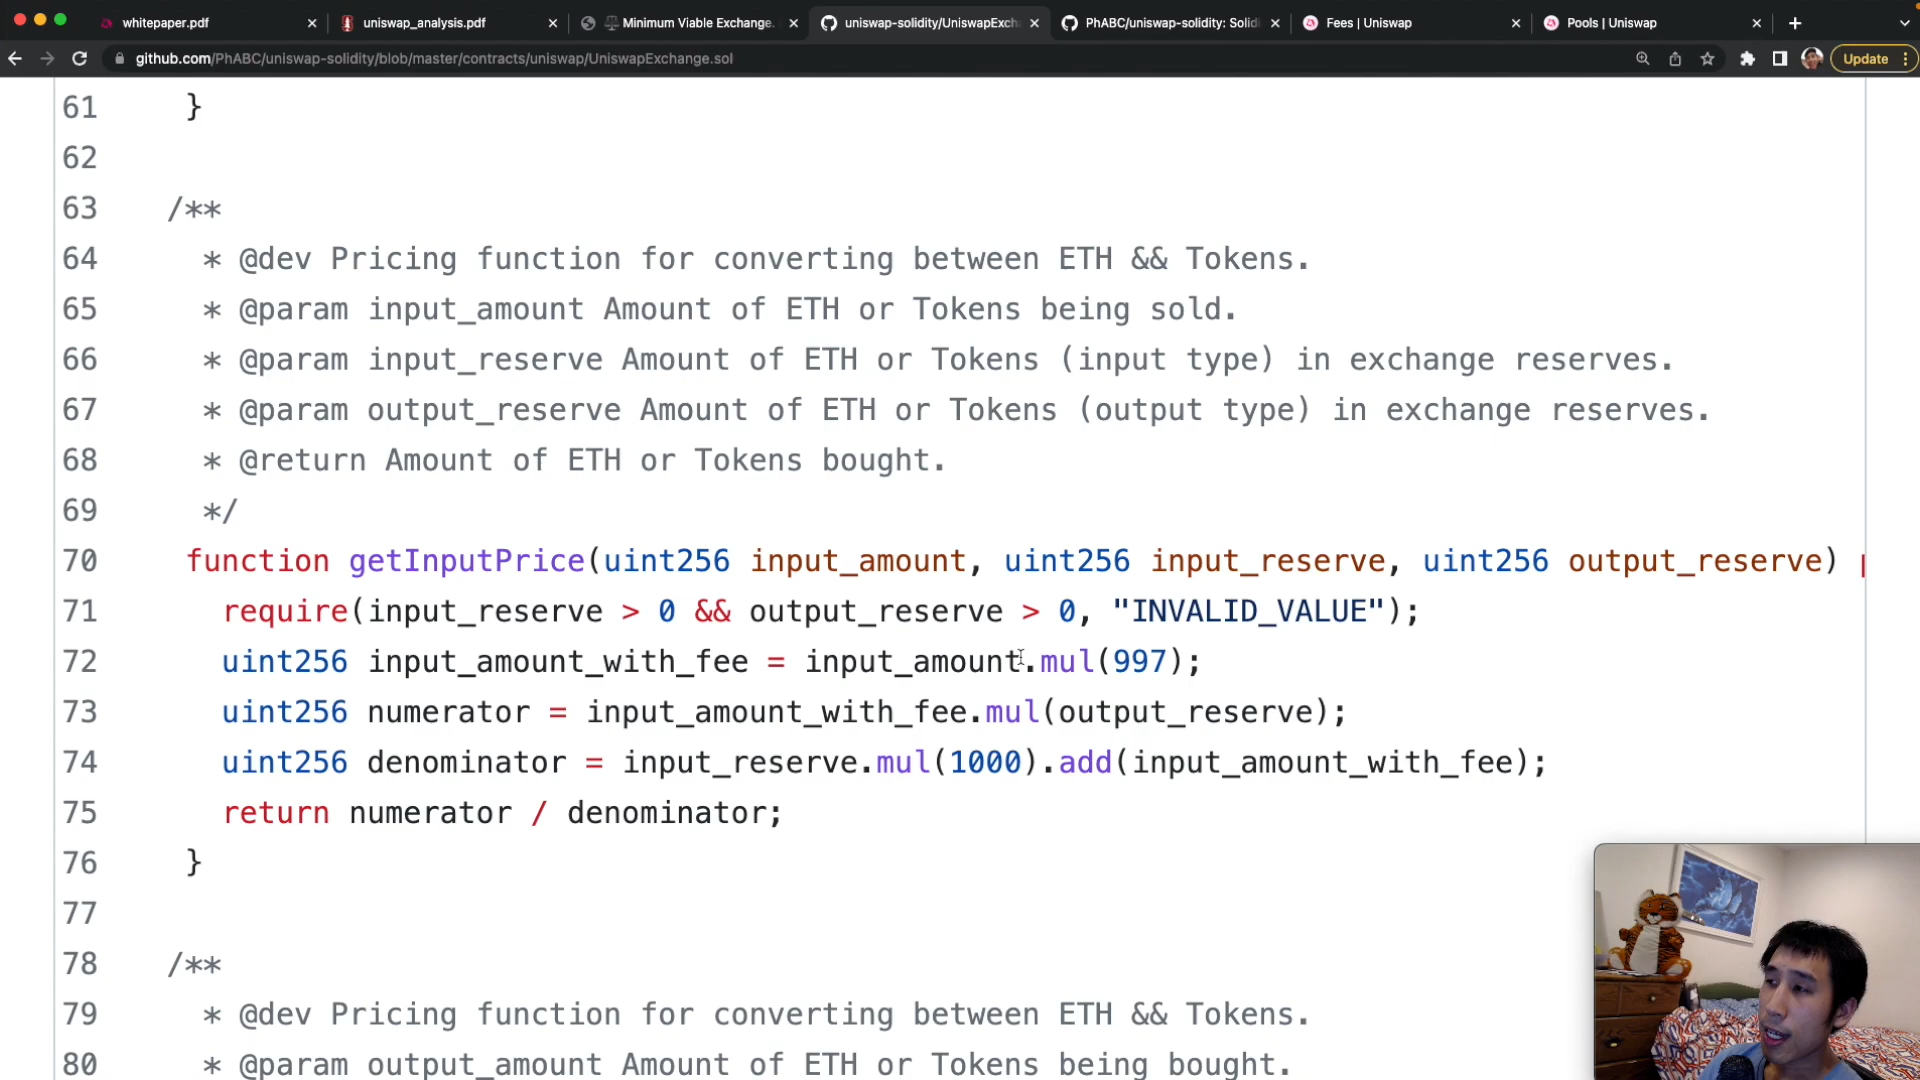 whitepaper.pdf
uniswap_analysis.pdf
Minimum Viable Exchange.
uniswap-solidity/UniswapExch
PhABC/uniswap-solidity: Solid
Fees | Uniswap
Pools | Uniswap
github.com/PhABC/uniswap-solidity/blob/master/contracts/uniswap/UniswapExchange.sol
Update
61 }
62
63 /**
64 * @dev Pricing function for converting between ETH && Tokens.
65 * @param input_amount Amount of ETH or Tokens being sold.
66 * @param input_reserve Amount of ETH or Tokens (input type) in exchange reserves.
67 * @param output_reserve Amount of ETH or Tokens (output type) in exchange reserves.
68 * @return Amount of ETH or Tokens bought.
69 */
70 function getInputPrice(uint256 input_amount, uint256 input_reserve, uint256 output_reserve)
71 require(input_reserve > 0 && output_reserve > 0, "INVALID_VALUE");
72 uint256 input_amount_with_fee = input_amount.mul(997);
73 uint256 numerator = input_amount_with_fee.mul(output_reserve);
74 uint256 denominator = input_reserve.mul(1000).add(input_amount_with_fee);
75 return numerator / denominator;
76 }
77
78 /**
79 * @dev Pricing function for converting between ETH && Tokens.
80 * @param output_amount Amount of ETH or Tokens being bought.